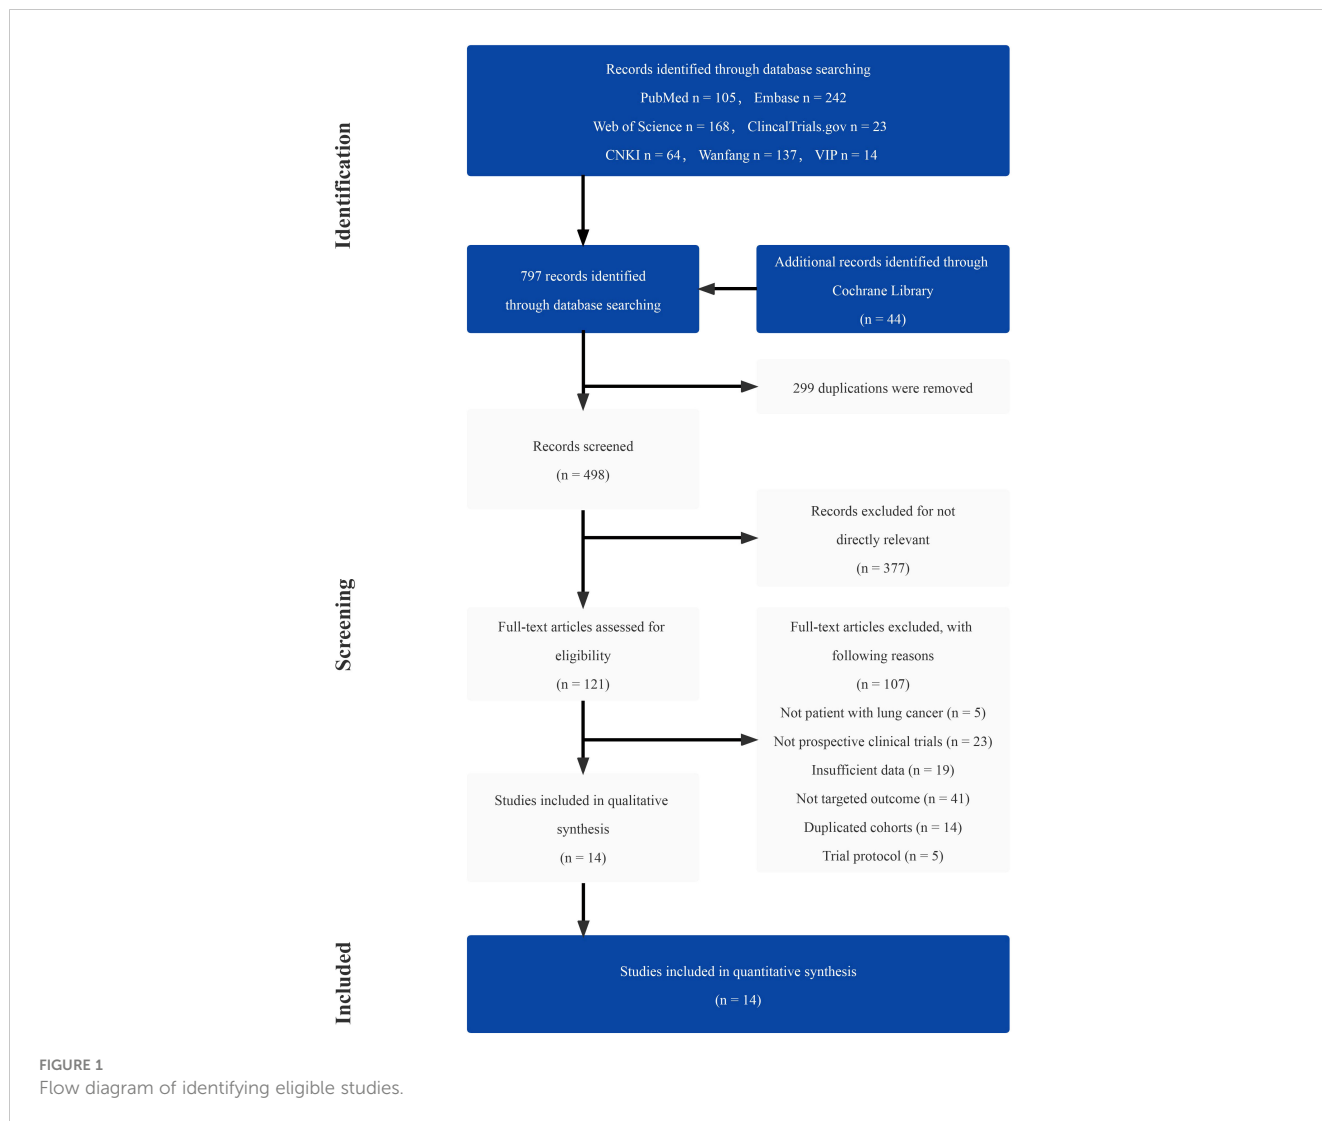 Identification
Records identified through database searching
PubMed n = 105, Embase n = 242
Web of Science n = 168, ClincalTrials.gov n = 23
CNKI n = 64, Wanfang n = 137, VIP n = 14
797 records identified
through database searching
Additional records identified through
Cochrane Library
(n = 44)
299 duplications were removed
Screening
Records screened
(n = 498)
Records excluded for not
directly relevant
(n = 377)
Full-text articles assessed for
eligibility
(n = 121)
Full-text articles excluded, with
following reasons
(n = 107)
Not patient with lung cancer (n = 5)
Not prospective clinical trials (n = 23)
Insufficient data (n = 19)
Not targeted outcome (n = 41)
Duplicated cohorts (n = 14)
Trial protocol (n = 5)
Studies included in qualitative
synthesis
(n = 14)
Included
Studies included in quantitative synthesis
(n = 14)
FIGURE 1
Flow diagram of identifying eligible studies.